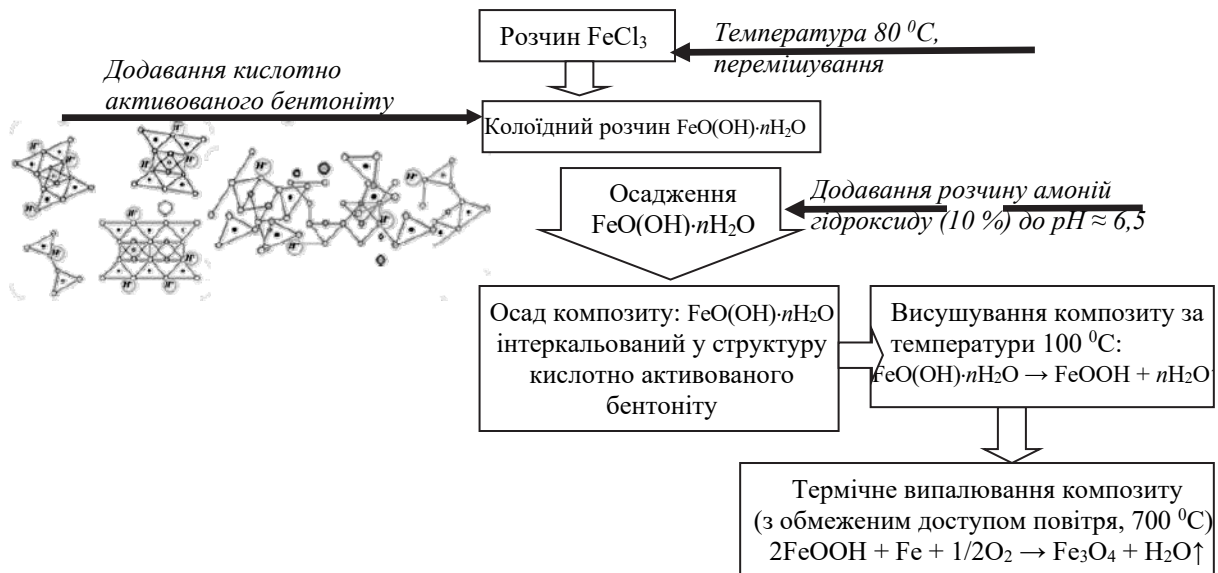 Розчин FeCl₃
Температура 80 ⁰С,
перемішування
Додавання кислотно
активованого бентоніту
Колоїдний розчин FeO(OH)·nH₂O
Осадження
FeO(OH)·nH₂O
Додавання розчину амоній
гідроксиду (10 %) до pH ≈ 6,5
Осад композиту: FeO(OH)·nH₂O
інтеркальований у структуру
кислотно активованого
бентоніту
Висушування композиту за
температури 100 ⁰С:
FeO(OH)·nH₂O → FeOOH + nH₂O
Термічне випалювання композиту
(з обмеженим доступом повітря, 700 ⁰С)
2FeOOH + Fe + 1/2O₂ → Fe₃O₄ + H₂O↑